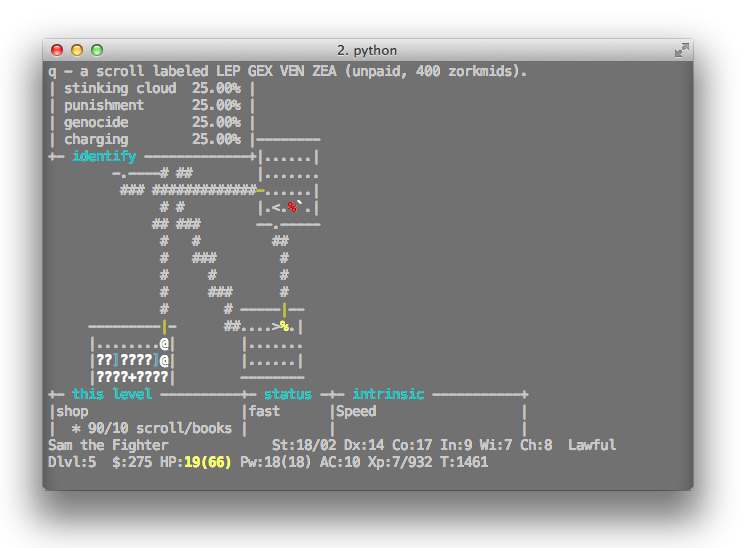 2. python
q – a scroll labeled LEP GEX VEN ZEA (unpaid, 400 zorkmids).
| stinking cloud  25.00% |
| punishment      25.00% |
| genocide        25.00% |
| charging        25.00% |--------
+- identify -------------+|......|
        -.----# ##        |.......
         ### #############-......|
              # #         |.<.%`.|
             ## ###       --.-----
              #   #         ##
              #   ###        #
              #     #        #
              #     ###      #
              #       # -----|--
     ---------|-      ##....>%.|
     |........@|        |.......
     |??]????]@|        |......|
     |????+????|        --------
+- this level -----------+- status -+- intrinsic -----------+
|shop                    |fast      |Speed                  |
|  * 90/10 scroll/books |          |                       |
Sam the Fighter             St:18/02 Dx:14 Co:17 In:9 Wi:7 Ch:8  Lawful
Dlvl:5  $:275 HP:19(66) Pw:18(18) AC:10 Xp:7/932 T:1461